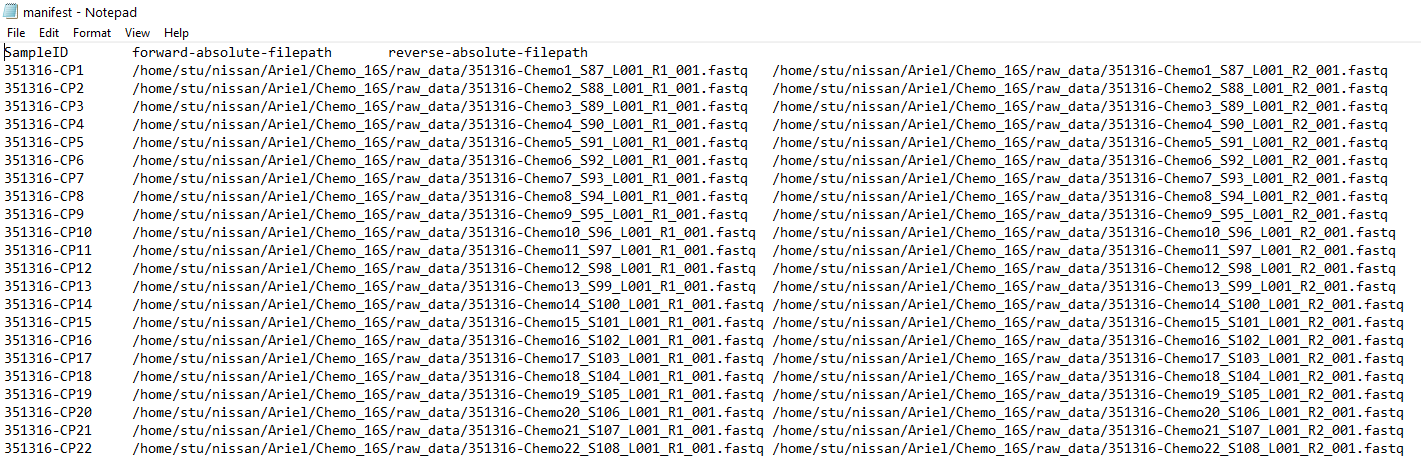 manifest - Notepad
File Edit Format View Help
SampleID forward-absolute-filepath reverse-absolute-filepath
351316-CP1 /home/stu/nissan/Ariel/Chemo_16S/raw_data/351316-Chemo1_S87_L001_R1_001.fastq /home/stu/nissan/Ariel/Chemo_16S/raw_data/351316-Chemo1_S87_L001_R2_001.fastq
351316-CP2 /home/stu/nissan/Ariel/Chemo_16S/raw_data/351316-Chemo2_S88_L001_R1_001.fastq /home/stu/nissan/Ariel/Chemo_16S/raw_data/351316-Chemo2_S88_L001_R2_001.fastq
351316-CP3 /home/stu/nissan/Ariel/Chemo_16S/raw_data/351316-Chemo3_S89_L001_R1_001.fastq /home/stu/nissan/Ariel/Chemo_16S/raw_data/351316-Chemo3_S89_L001_R2_001.fastq
351316-CP4 /home/stu/nissan/Ariel/Chemo_16S/raw_data/351316-Chemo4_S90_L001_R1_001.fastq /home/stu/nissan/Ariel/Chemo_16S/raw_data/351316-Chemo4_S90_L001_R2_001.fastq
351316-CP5 /home/stu/nissan/Ariel/Chemo_16S/raw_data/351316-Chemo5_S91_L001_R1_001.fastq /home/stu/nissan/Ariel/Chemo_16S/raw_data/351316-Chemo5_S91_L001_R2_001.fastq
351316-CP6 /home/stu/nissan/Ariel/Chemo_16S/raw_data/351316-Chemo6_S92_L001_R1_001.fastq /home/stu/nissan/Ariel/Chemo_16S/raw_data/351316-Chemo6_S92_L001_R2_001.fastq
351316-CP7 /home/stu/nissan/Ariel/Chemo_16S/raw_data/351316-Chemo7_S93_L001_R1_001.fastq /home/stu/nissan/Ariel/Chemo_16S/raw_data/351316-Chemo7_S93_L001_R2_001.fastq
351316-CP8 /home/stu/nissan/Ariel/Chemo_16S/raw_data/351316-Chemo8_S94_L001_R1_001.fastq /home/stu/nissan/Ariel/Chemo_16S/raw_data/351316-Chemo8_S94_L001_R2_001.fastq
351316-CP9 /home/stu/nissan/Ariel/Chemo_16S/raw_data/351316-Chemo9_S95_L001_R1_001.fastq /home/stu/nissan/Ariel/Chemo_16S/raw_data/351316-Chemo9_S95_L001_R2_001.fastq
351316-CP10 /home/stu/nissan/Ariel/Chemo_16S/raw_data/351316-Chemo10_S96_L001_R1_001.fastq /home/stu/nissan/Ariel/Chemo_16S/raw_data/351316-Chemo10_S96_L001_R2_001.fastq
351316-CP11 /home/stu/nissan/Ariel/Chemo_16S/raw_data/351316-Chemo11_S97_L001_R1_001.fastq /home/stu/nissan/Ariel/Chemo_16S/raw_data/351316-Chemo11_S97_L001_R2_001.fastq
351316-CP12 /home/stu/nissan/Ariel/Chemo_16S/raw_data/351316-Chemo12_S98_L001_R1_001.fastq /home/stu/nissan/Ariel/Chemo_16S/raw_data/351316-Chemo12_S98_L001_R2_001.fastq
351316-CP13 /home/stu/nissan/Ariel/Chemo_16S/raw_data/351316-Chemo13_S99_L001_R1_001.fastq /home/stu/nissan/Ariel/Chemo_16S/raw_data/351316-Chemo13_S99_L001_R2_001.fastq
351316-CP14 /home/stu/nissan/Ariel/Chemo_16S/raw_data/351316-Chemo14_S100_L001_R1_001.fastq /home/stu/nissan/Ariel/Chemo_16S/raw_data/351316-Chemo14_S100_L001_R2_001.fastq
351316-CP15 /home/stu/nissan/Ariel/Chemo_16S/raw_data/351316-Chemo15_S101_L001_R1_001.fastq /home/stu/nissan/Ariel/Chemo_16S/raw_data/351316-Chemo15_S101_L001_R2_001.fastq
351316-CP16 /home/stu/nissan/Ariel/Chemo_16S/raw_data/351316-Chemo16_S102_L001_R1_001.fastq /home/stu/nissan/Ariel/Chemo_16S/raw_data/351316-Chemo16_S102_L001_R2_001.fastq
351316-CP17 /home/stu/nissan/Ariel/Chemo_16S/raw_data/351316-Chemo17_S103_L001_R1_001.fastq /home/stu/nissan/Ariel/Chemo_16S/raw_data/351316-Chemo17_S103_L001_R2_001.fastq
351316-CP18 /home/stu/nissan/Ariel/Chemo_16S/raw_data/351316-Chemo18_S104_L001_R1_001.fastq /home/stu/nissan/Ariel/Chemo_16S/raw_data/351316-Chemo18_S104_L001_R2_001.fastq
351316-CP19 /home/stu/nissan/Ariel/Chemo_16S/raw_data/351316-Chemo19_S105_L001_R1_001.fastq /home/stu/nissan/Ariel/Chemo_16S/raw_data/351316-Chemo19_S105_L001_R2_001.fastq
351316-CP20 /home/stu/nissan/Ariel/Chemo_16S/raw_data/351316-Chemo20_S106_L001_R1_001.fastq /home/stu/nissan/Ariel/Chemo_16S/raw_data/351316-Chemo20_S106_L001_R2_001.fastq
351316-CP21 /home/stu/nissan/Ariel/Chemo_16S/raw_data/351316-Chemo21_S107_L001_R1_001.fastq /home/stu/nissan/Ariel/Chemo_16S/raw_data/351316-Chemo21_S107_L001_R2_001.fastq
351316-CP22 /home/stu/nissan/Ariel/Chemo_16S/raw_data/351316-Chemo22_S108_L001_R1_001.fastq /home/stu/nissan/Ariel/Chemo_16S/raw_data/351316-Chemo22_S108_L001_R2_001.fastq